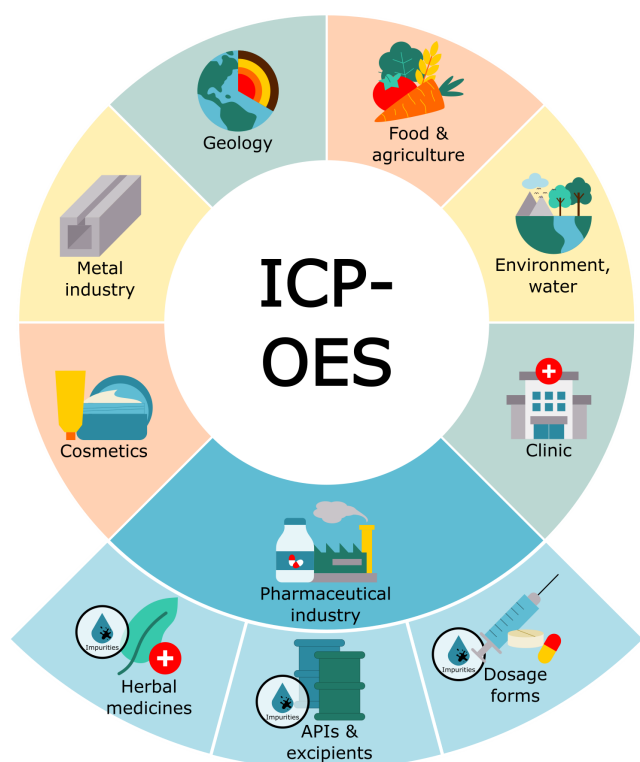 Geology
Food &
agriculture
Metal
industry
Environment,
water
ICP-
OES
Cosmetics
Clinic
Pharmaceutical
industry
Impurities
Herbal
medicines
Impurities
APIs &
excipients
Impurities
Dosage
forms